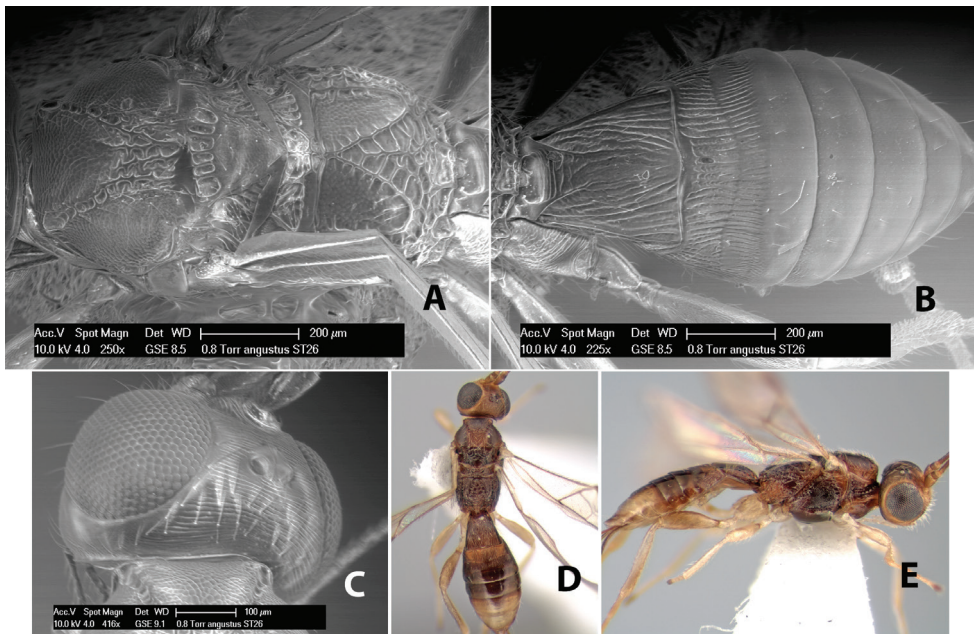 A
Acc.V Spot Magn Det WD 200 µm
10.0 kV 4.0 250x GSE 8.5 0.8 Torr angustus ST26
B
Acc.V Spot Magn Det WD 200 µm
10.0 kV 4.0 225x GSE 8.5 0.8 Torr angustus ST26
C
Acc.V Spot Magn Det WD 100 µm
10.0 kV 4.0 416x GSE 9.1 0.8 Torr angustus ST26
D
E